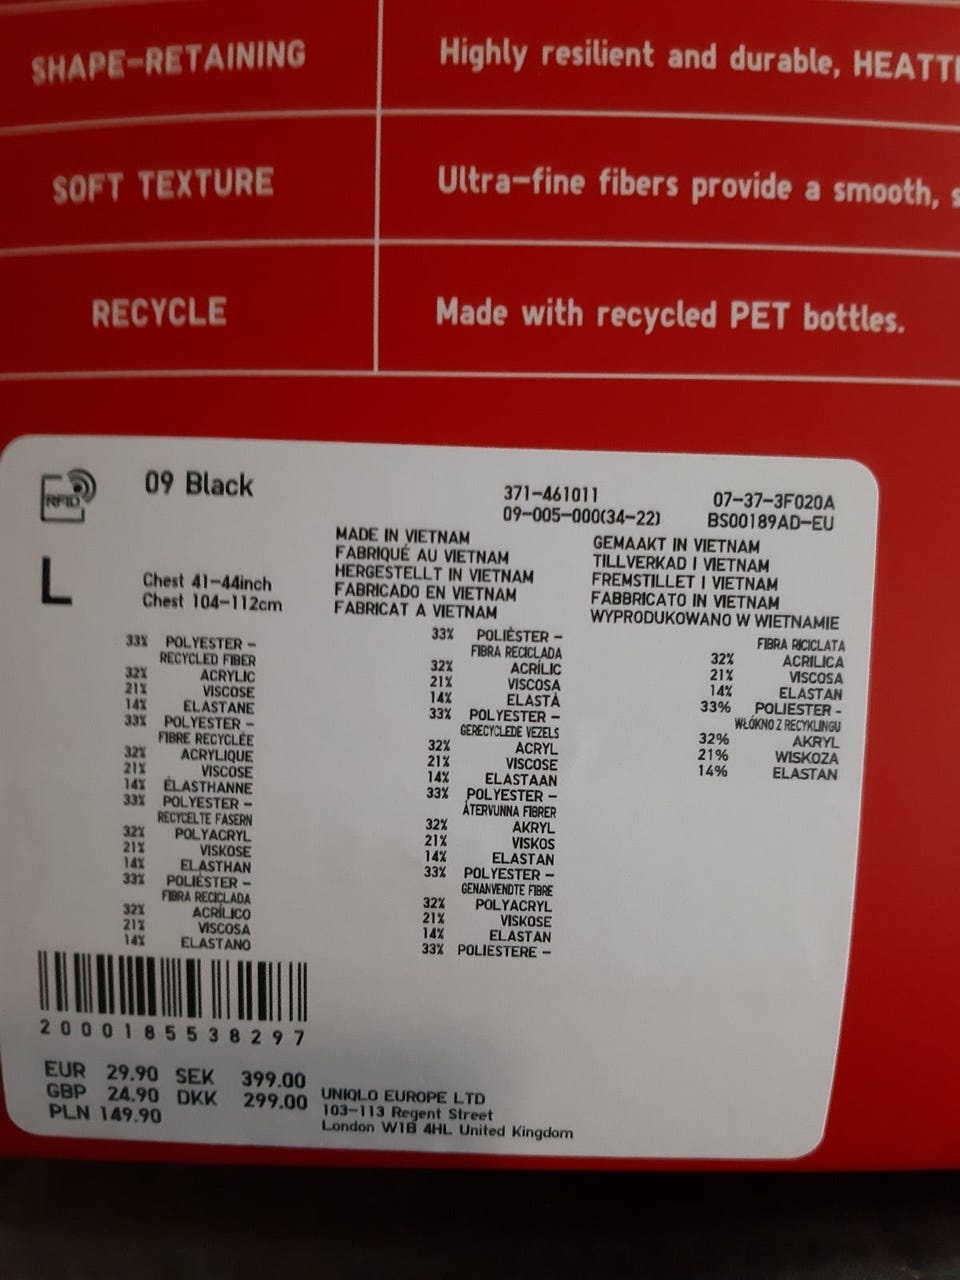 SHAPE-RETAINING
Highly resilient and durable,
SOFT TEXTURE
Ultra-fine fibers provide a smooth,
RECYCLE
Made with recycled PET bottles.
RFID
09 Black
371-461011
09-005-000(34-22)
07-37-3F020A
BS00189AD-EU
L
Chest 41-44inch
Chest 104-112cm
MADE IN VIETNAM
FABRIQUÉ AU VIETNAM
HERGESTELLT IN VIETNAM
FABRICADO EN VIETNAM
FABRICAT A VIETNAM
GEMAAKT IN VIETNAM
TILLVERKAD I VIETNAM
FREMSTILLET I VIETNAM
FABBRICATO IN VIETNAM
WYPRODUKOWANO W WIETNAMIE
33% POLYESTER -
RECYCLED FIBER
32% ACRYLIC
21% VISCOSE
14% ELASTANE
33% POLYESTER -
FIBRE RECYCLÉE
32% ACRYLIQUE
21% VISCOSE
14% ÉLASTHANNE
33% POLYESTER -
RECYCELTE FASERN
32% POLYACRYL
21% VISKOSE
14% ELASTHAN
33% POLIÉSTER -
FIBRA RECICLADA
32% ACRÍLICO
21% VISCOSA
14% ELASTANO
33% POLIÈSTER -
FIBRA RECICLADA
32% ACRÍLIC
21% VISCOSA
14% ELASTÀ
33% POLYESTER -
GERECYCLEDE VEZELS
32% ACRYL
21% VISCOSE
14% ELASTAAN
33% POLYESTER -
ÅTERVUNNA FIBRER
32% AKRYL
21% VISKOS
14% ELASTAN
33% POLYESTER -
GENANVENDTE FIBRE
32% POLYACRYL
21% VISKOSE
14% ELASTAN
33% POLIESTERE -
FIBRA RICICLATA
32% ACRILICA
21% VISCOSA
14% ELASTAN
33% POLIESTER -
WŁÓKNO Z RECYKLINGU
32% AKRYL
21% WISKOZA
14% ELASTAN
2000185538297
EUR 29.90 SEK 399.00
GBP 24.90 DKK 299.00
PLN 149.90
UNIQLO EUROPE LTD
103-113 Regent Street
London W1B 4HL United Kingdom